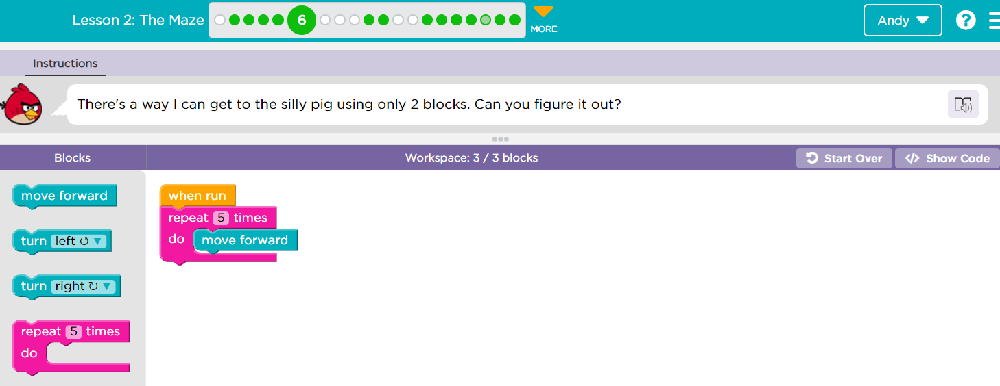 Lesson 2: The Maze
6
MORE
Andy
?
Instructions
There's a way I can get to the silly pig using only 2 blocks. Can you figure it out?
Blocks
Workspace: 3 / 3 blocks
Start Over
</> Show Code
move forward
turn left ↺ ▼
turn right ↻ ▼
repeat 5 times
do
when run
repeat 5 times
do move forward